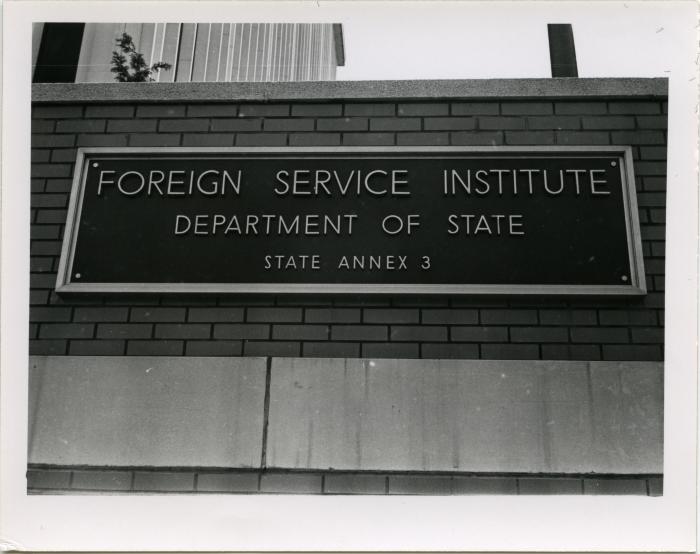 FOREIGN SERVICE INSTITUTE
DEPARTMENT OF STATE
STATE ANNEX 3